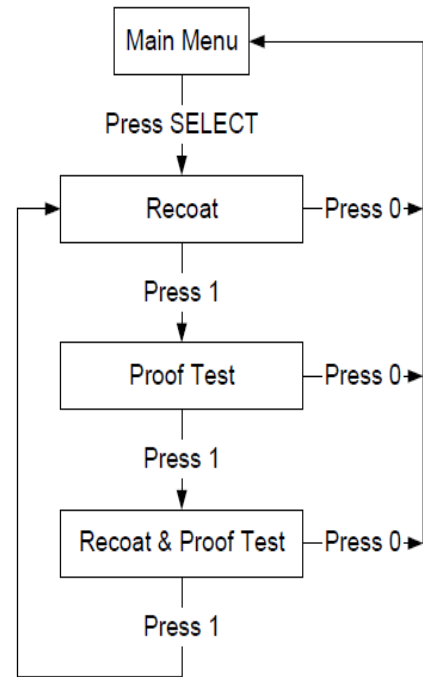 Main Menu
Press SELECT
Recoat
Press 0
Press 1
Proof Test
Press 0
Press 1
Recoat & Proof Test
Press 0
Press 1